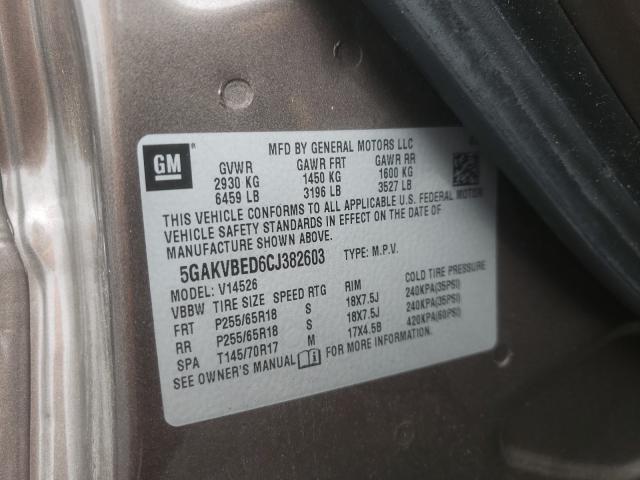 MFD BY GENERAL MOTORS LLC
GM ®
GVWR GAWR FRT GAWR RR
2930 KG 1450 KG 1600 KG
6459 LB 3196 LB 3527 LB
THIS VEHICLE CONFORMS TO ALL APPLICABLE U.S. FEDERAL MOTOR
VEHICLE SAFETY STANDARDS IN EFFECT ON THE DATE OF
MANUFACTURE SHOWN ABOVE.
5GAKVBED6CJ382603 TYPE: M.P.V.
MODEL: V14526
VBBW TIRE SIZE SPEED RTG RIM COLD TIRE PRESSURE
FRT P255/65R18 S 18X7.5J 240KPA(35PSI)
RR P255/65R18 S 18X7.5J 240KPA(35PSI)
SPA T145/70R17 M 17X4.5B 420KPA(60PSI)
SEE OWNER'S MANUAL FOR MORE INFORMATION.